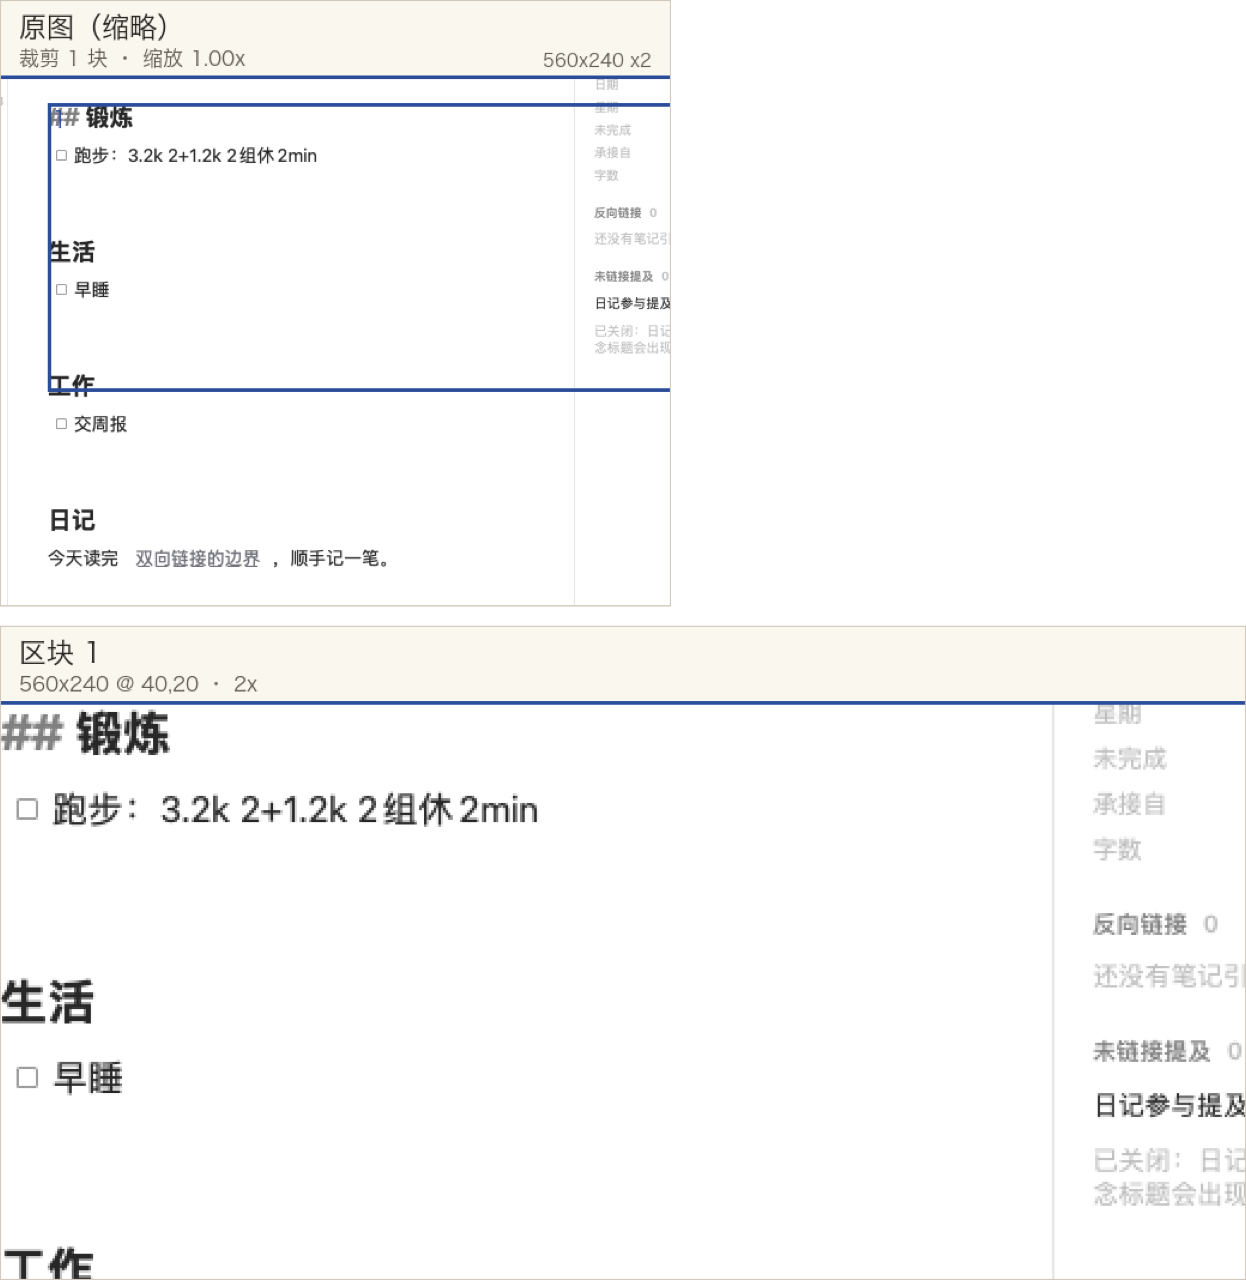 原图（缩略）
裁剪 1 块 · 缩放 1.00x
560x240 x2
## 锻炼
跑步：3.2k 2+1.2k 2组休2min
生活
早睡
工作
交周报
日记
今天读完 双向链接的边界 ，顺手记一笔。
日期
星期
未完成
承接自
字数
反向链接 0
还没有笔记引
未链接提及 0
日记参与提及
已关闭：日记
念标题会出现
区块 1
560x240 @ 40,20 · 2x
## 锻炼
跑步：3.2k 2+1.2k 2组休2min
生活
早睡
工作
星期
未完成
承接自
字数
反向链接 0
还没有笔记引
未链接提及 0
日记参与提及
已关闭：日记
念标题会出现